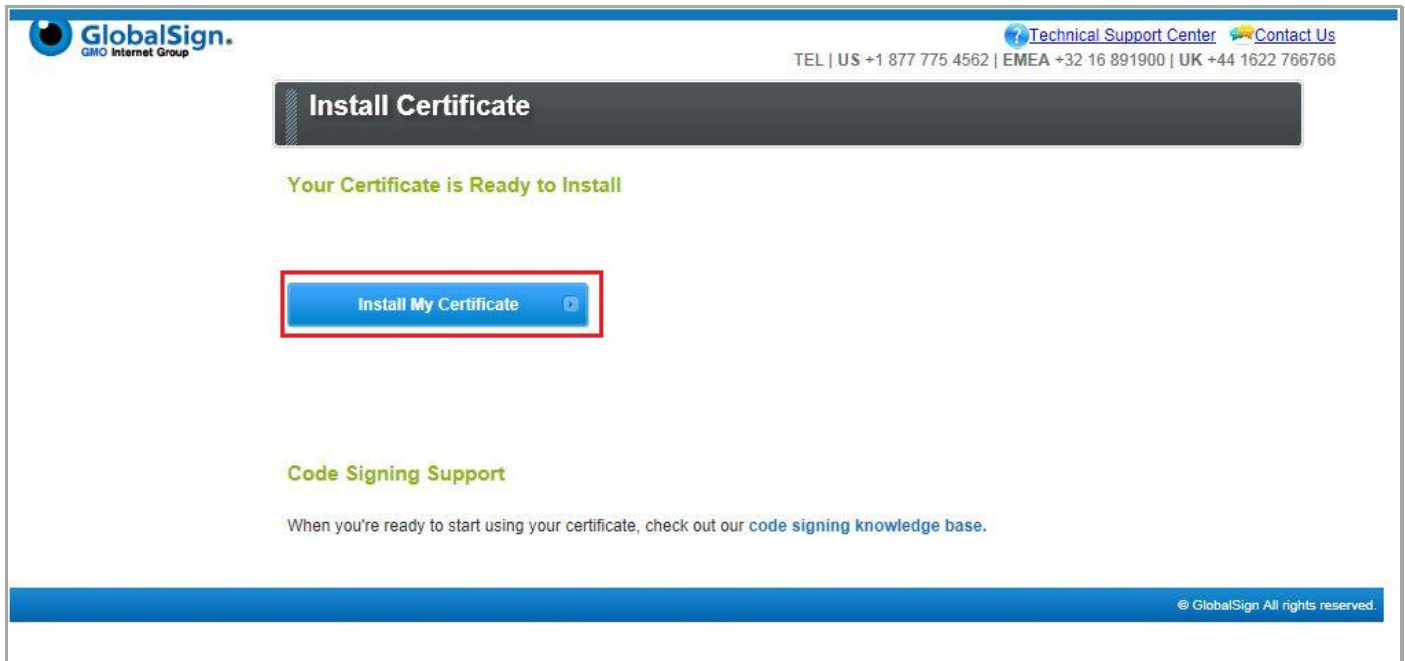 GlobalSign.
GMO Internet Group
Technical Support Center Contact Us
TEL | US +1 877 775 4562 | EMEA +32 16 891900 | UK +44 1622 766766
Install Certificate
Your Certificate is Ready to Install
Install My Certificate
Code Signing Support
When you're ready to start using your certificate, check out our code signing knowledge base.
© GlobalSign All rights reserved.